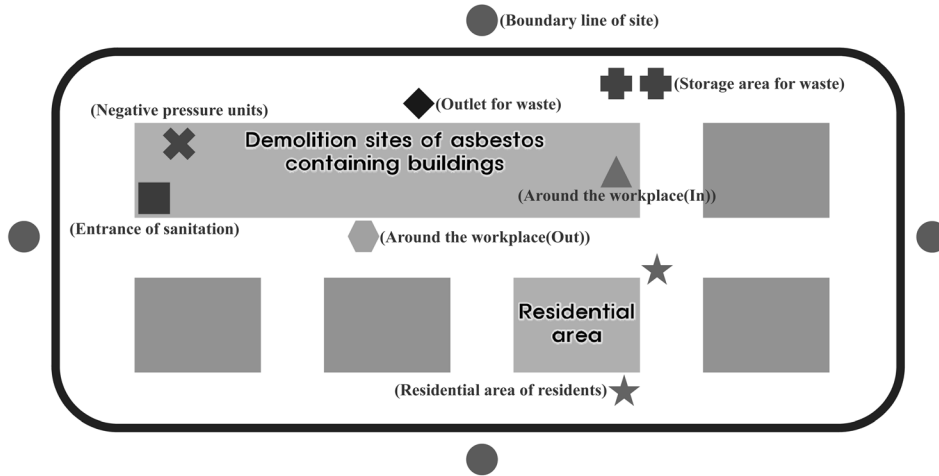 (Boundary line of site)
(Storage area for waste)
(Negative pressure units)
(Outlet for waste)
Demolition sites of asbestos
containing buildings
(Around the workplace(In))
(Entrance of sanitation)
(Around the workplace(Out))
Residential
area
(Residential area of residents)